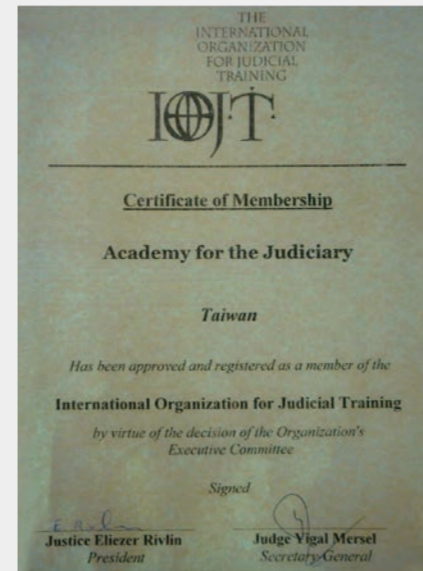 THE
INTERNATIONAL
ORGANIZATION
FOR JUDICIAL
TRAINING
IOJT
Certificate of Membership
Academy for the Judiciary
Taiwan
Has been approved and registered as a member of the
International Organization for Judicial Training
by virtue of the decision of the Organization's
Executive Committee
Signed
E. Rivlin
Justice Eliezer Rivlin Judge Yigal Mersel
President Secretary General